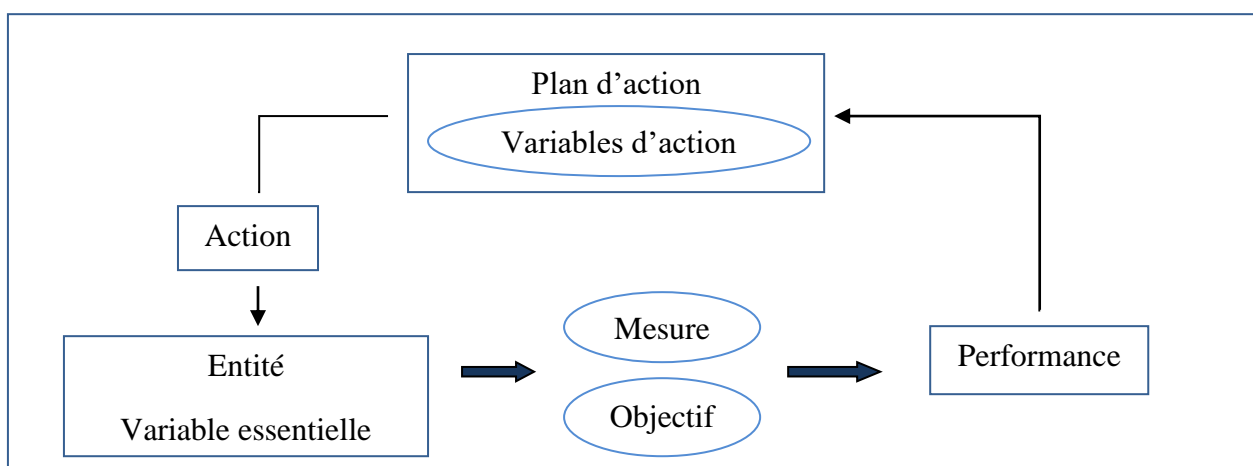 Plan d’action
Variables d’action
Action
Entité
Variable essentielle
Mesure
Objectif
Performance